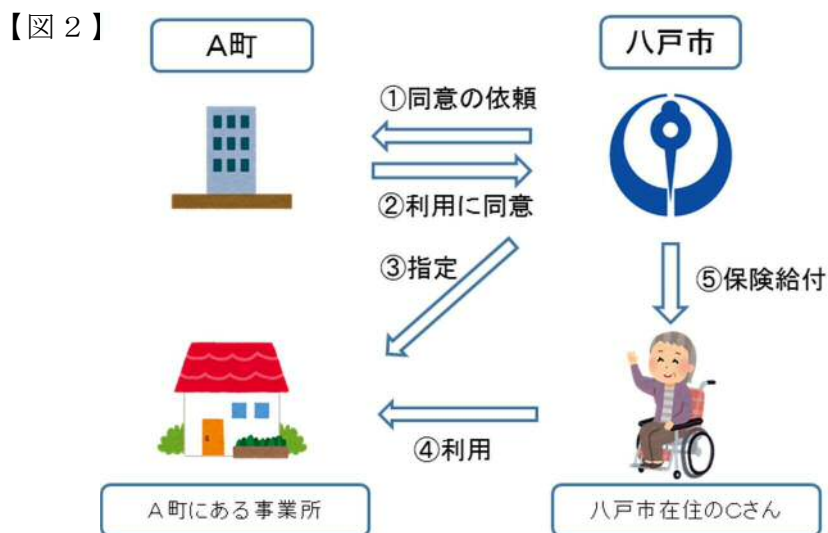 【図２】
A町
八戸市
①同意の依頼
②利用に同意
③指定
⑤保険給付
④利用
A町にある事業所
八戸市在住のCさん